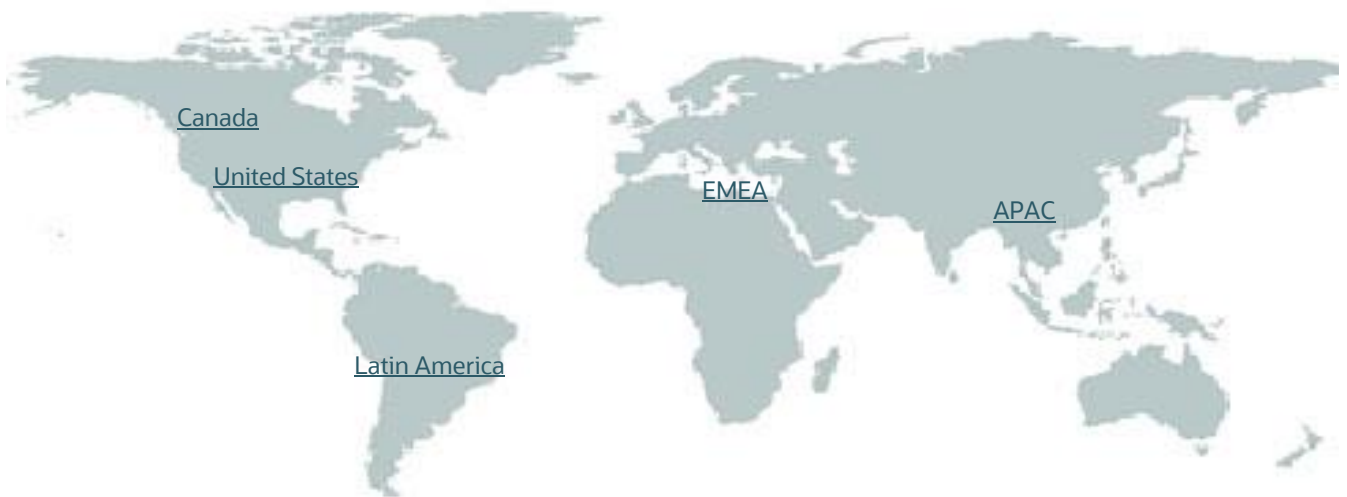 Canada
United States
EMEA
APAC
Latin America